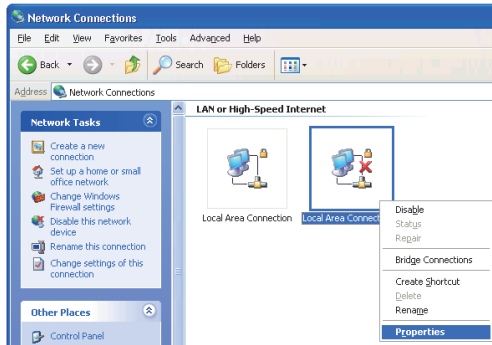 Network Connections
File Edit View Favorites Tools Advanced Help
Back Search Folders
Address Network Connections
Network Tasks
Create a new
connection
Set up a home or small
office network
Change Windows
Firewall settings
Disable this network
device
Rename this connection
Change settings of this
connection
Other Places
Control Panel
LAN or High-Speed Internet
Local Area Connection
Local Area Connect
Disable
Status
Repair
Bridge Connections
Create Shortcut
Delete
Rename
Properties